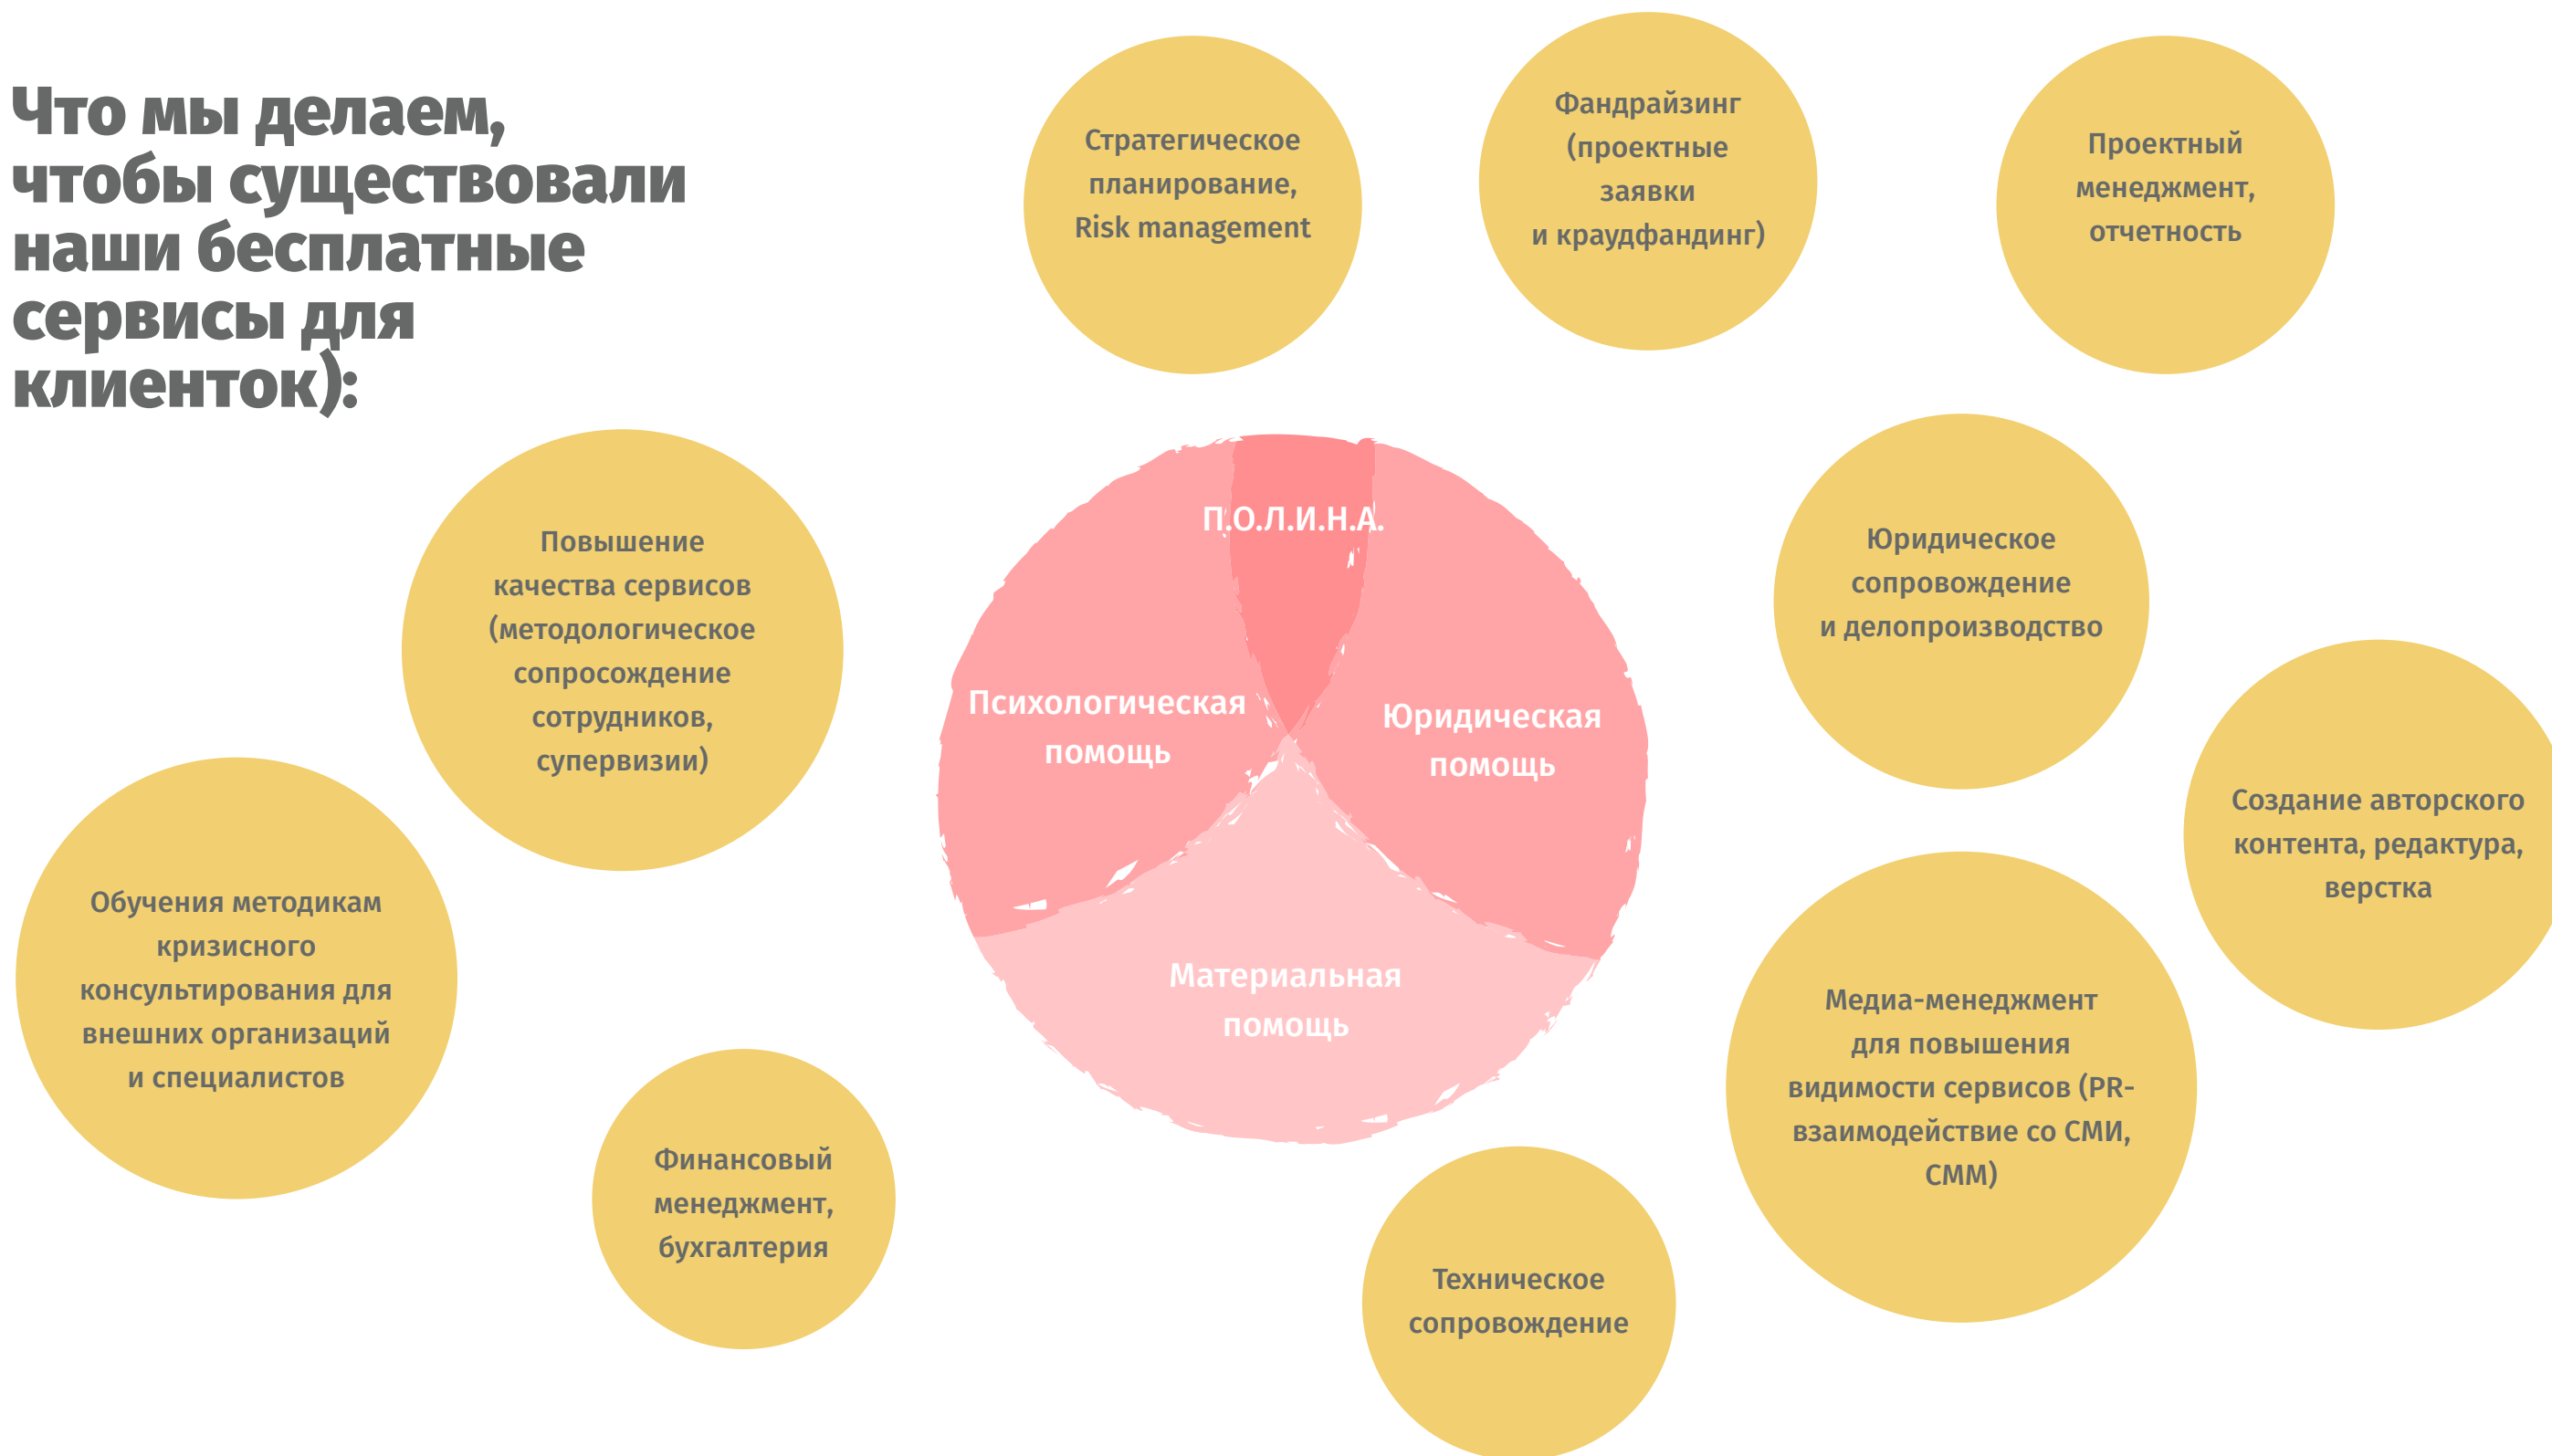 Что мы делаем,
чтобы существовали
наши бесплатные
сервисы для
клиенток):
Стратегическое
планирование,
Risk management
Фандрайзинг
(проектные
заявки
и краудфандинг)
Проектный
менеджмент,
отчетность
Повышение
качества сервисов
(методологическое
сопросождение
сотрудников,
супервизии)
П.О.Л.И.Н.А.
Психологическая
помощь
Юридическая
помощь
Материальная
помощь
Юридическое
сопровождение
и делопроизводство
Создание авторского
контента, редактура,
верстка
Обучения методикам
кризисного
консультирования для
внешних организаций
и специалистов
Медиа-менеджмент
для повышения
видимости сервисов (PR-
взаимодействие со СМИ,
СММ)
Финансовый
менеджмент,
бухгалтерия
Техническое
сопровождение